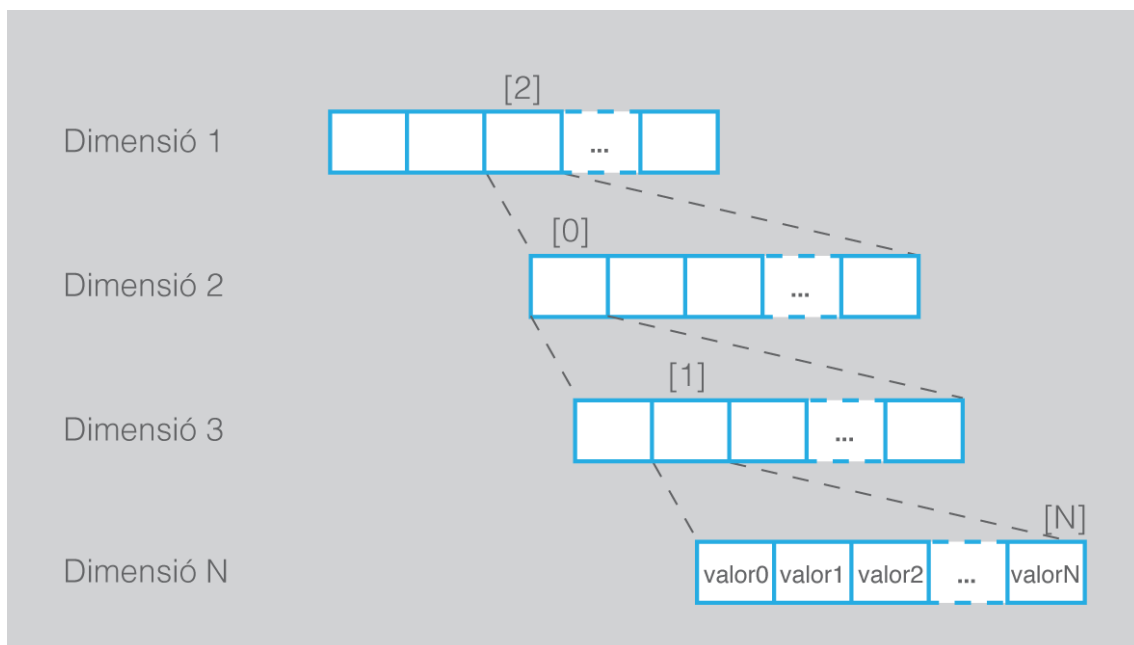 [2]
Dimensió 1 ...
[0]
Dimensió 2 ...
[1]
Dimensió 3 ...
[N]
Dimensió N valor0 valor1 valor2 ... valorN